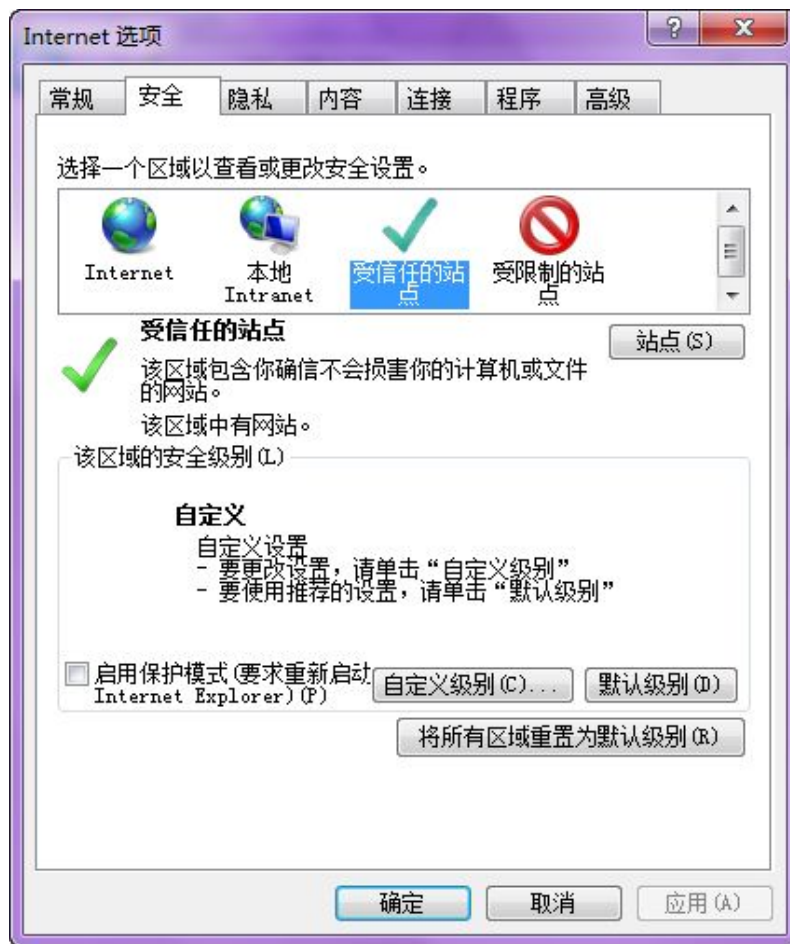 Internet 选项
常规 安全 隐私 内容 连接 程序 高级
选择一个区域以查看或更改安全设置。
Internet 本地 受信任的站 受限制的站
Intranet 点 点
受信任的站点
站点(S)
该区域包含你确信不会损害你的计算机或文件
的网站。
该区域中有网站。
该区域的安全级别(L)
自定义
自定义设置
- 要更改设置，请单击“自定义级别”
- 要使用推荐的设置，请单击“默认级别”
启用保护模式(要求重新启动
Internet Explorer)(P)
自定义级别(C)... 默认级别(D)
将所有区域重置为默认级别(R)
确定 取消 应用(A)